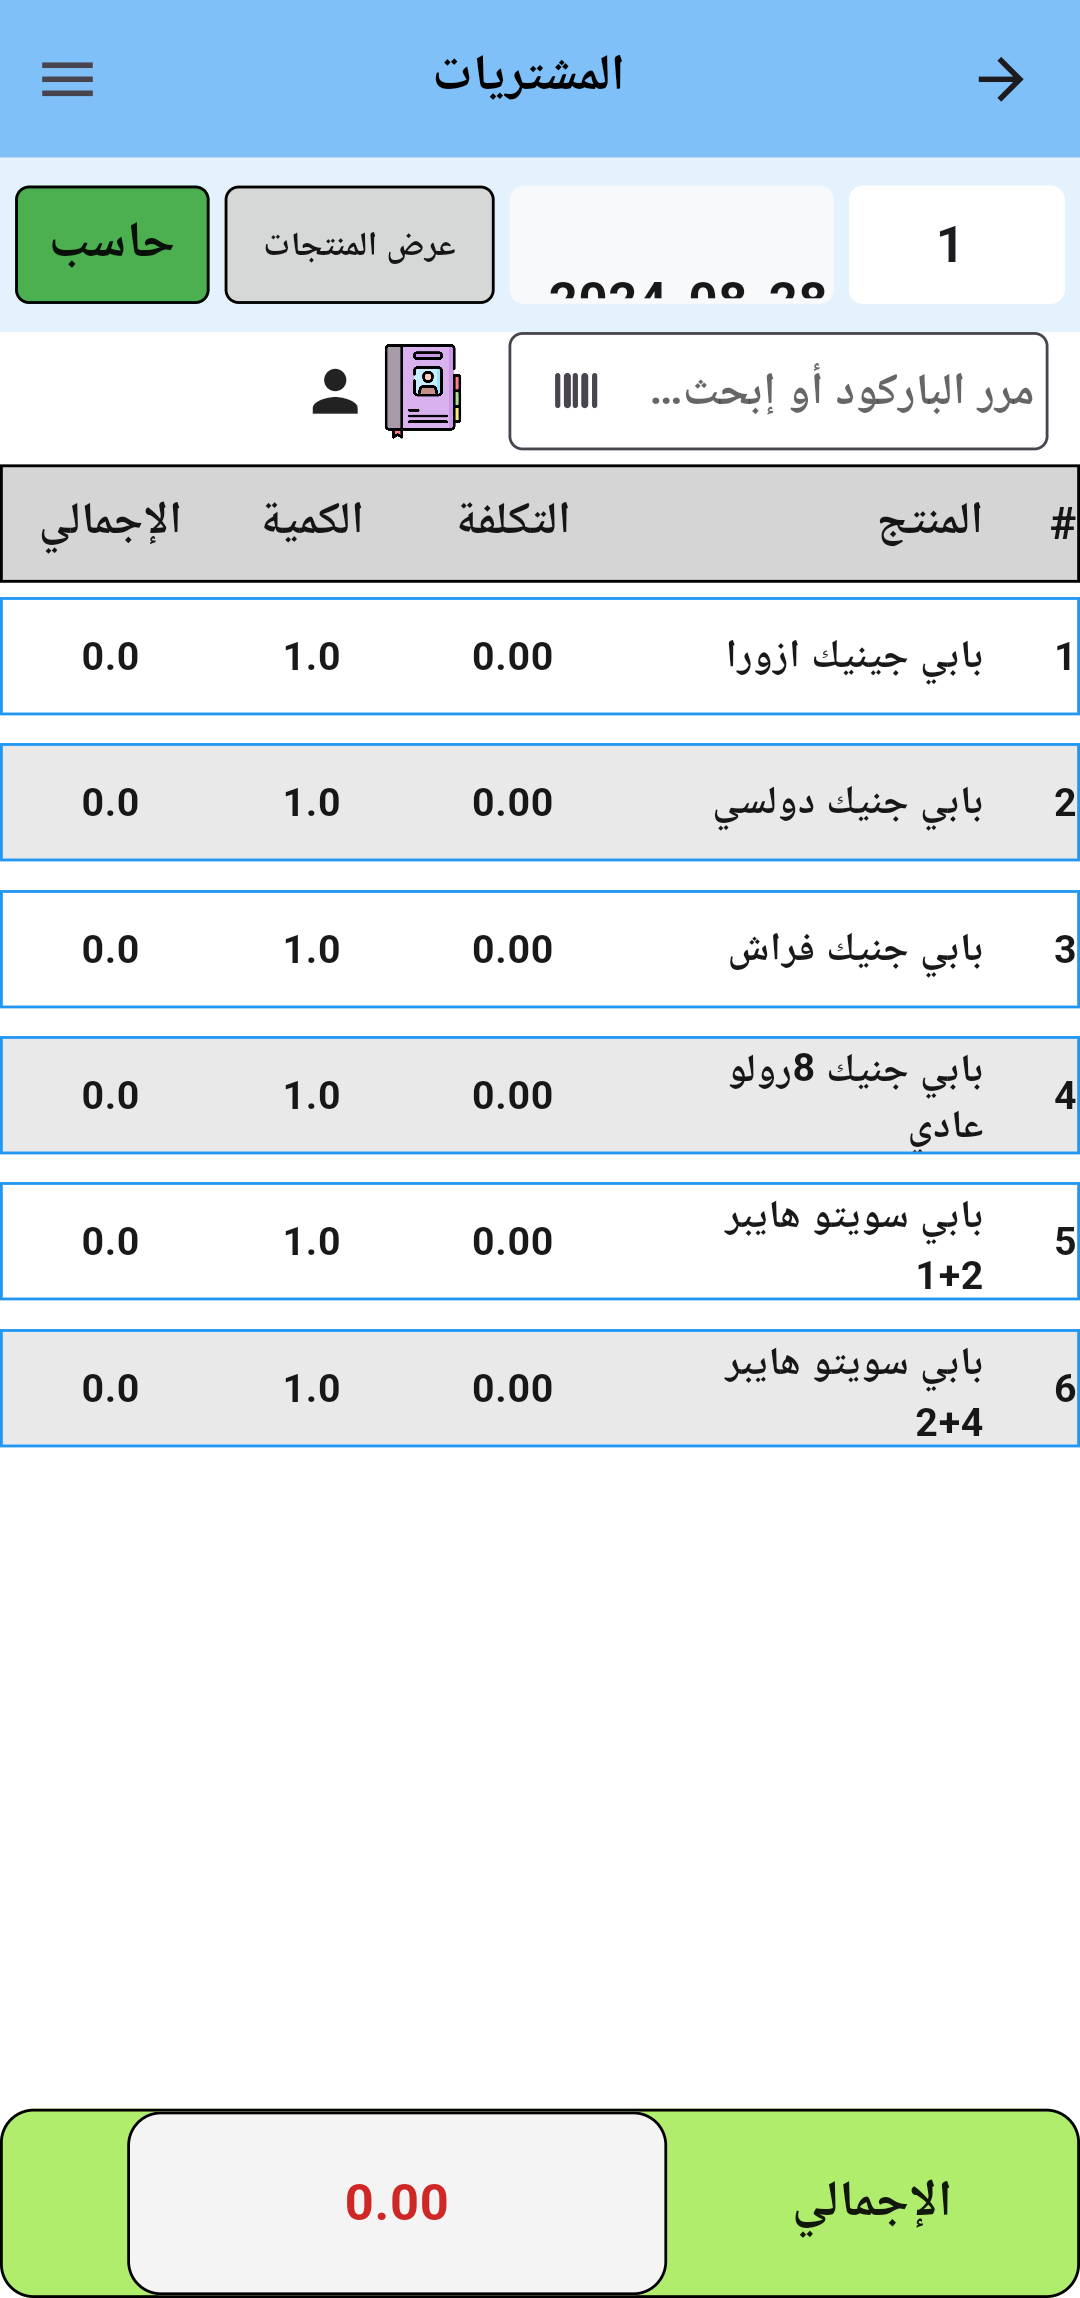 المشتريات
1
2024-08-28
عرض المنتجات
حاسب
مرر الباركود أو إبحث...
# المنتج التكلفة الكمية الإجمالي
1 بابي جينيك ازورا 0.00 1.0 0.0
2 بابي جنيك دولسي 0.00 1.0 0.0
3 بابي جنيك فراش 0.00 1.0 0.0
4 بابي جنيك 8رولو 0.00 1.0 0.0
عادي
5 بابي سويتو هايبر 0.00 1.0 0.0
1+2
6 بابي سويتو هايبر 0.00 1.0 0.0
2+4
الإجمالي 0.00